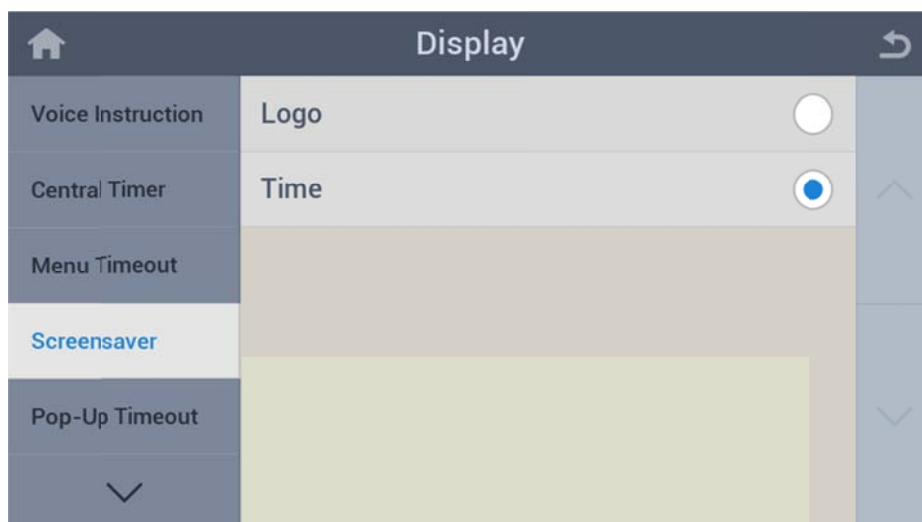 Display
Voice Instruction
Logo
Central Timer
Time
Menu Timeout
Screensaver
Pop-Up Timeout